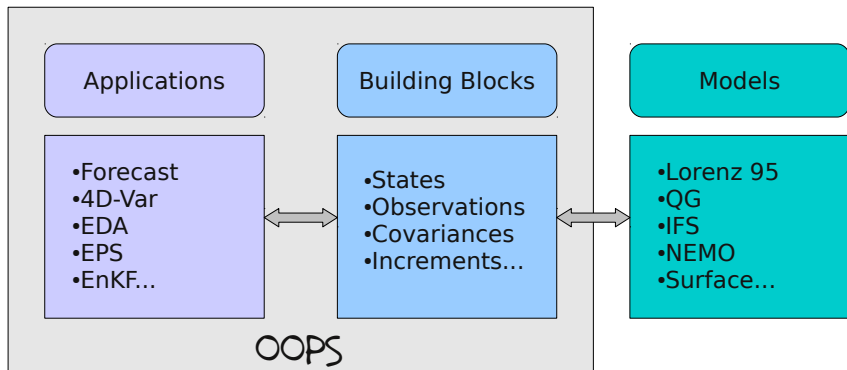 Applications
Building Blocks
Models
•Forecast
•4D-Var
•EDA
•EPS
•EnKF...
•States
•Observations
•Covariances
•Increments...
•Lorenz 95
•QG
•IFS
•NEMO
•Surface...
OOPS